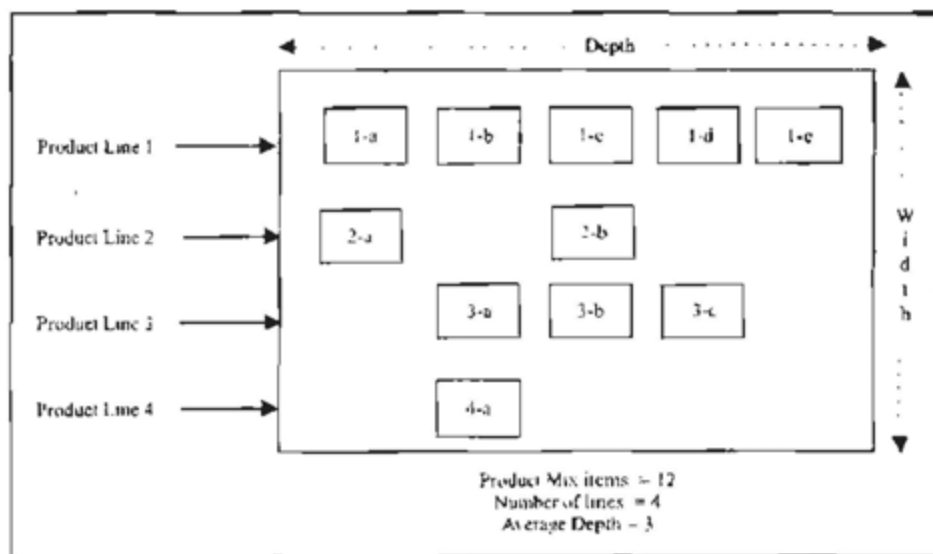 Depth
1-a 1-b 1-c 1-d 1-e
Product Line 1
Width
2-a 2-b
Product Line 2
3-a 3-b 3-c
Product Line 3
4-a
Product Line 4
Product Mix items = 12
Number of lines = 4
Average Depth = 3